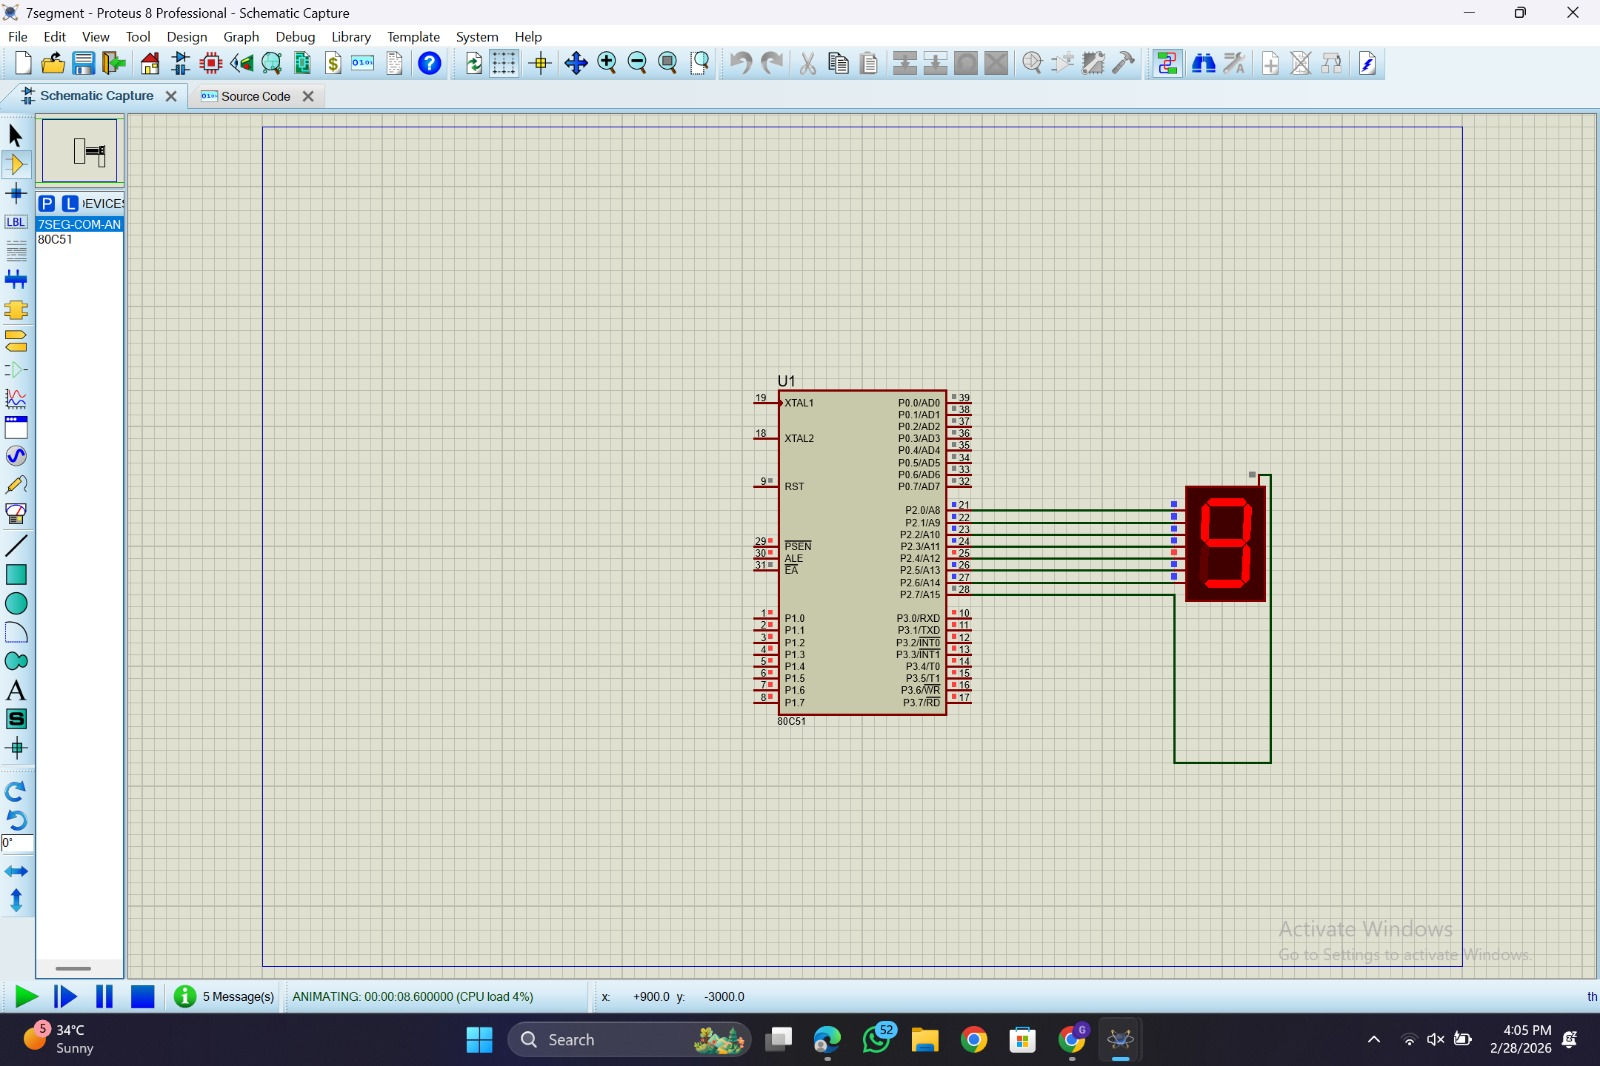 7segment - Proteus 8 Professional - Schematic Capture
File Edit View Tool Design Graph Debug Library Template System Help
Schematic Capture Source Code
P L EVICES
7SEG-COM-AN
80C51
LBL
A
S
0°
U1
19 XTAL1
18 XTAL2
9 RST
29 PSEN
30 ALE
31 EA
1 P1.0
2 P1.1
3 P1.2
4 P1.3
5 P1.4
6 P1.5
7 P1.6
8 P1.7
P0.0/AD0 39
P0.1/AD1 38
P0.2/AD2 37
P0.3/AD3 36
P0.4/AD4 35
P0.5/AD5 34
P0.6/AD6 33
P0.7/AD7 32
P2.0/A8 21
P2.1/A9 22
P2.2/A10 23
P2.3/A11 24
P2.4/A12 25
P2.5/A13 26
P2.6/A14 27
P2.7/A15 28
P3.0/RXD 10
P3.1/TXD 11
P3.2/INT0 12
P3.3/INT1 13
P3.4/T0 14
P3.5/T1 15
P3.6/WR 16
P3.7/RD 17
80C51
9
Activate Windows
Go to Settings to activate Windows.
5 Message(s) ANIMATING: 00:00:08.600000 (CPU load 4%) x: +900.0 y: -3000.0 th
5 34°C
Sunny
Search
52
G
4:05 PM
2/28/2026